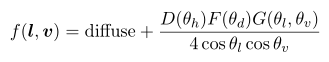 f(l, v) = diffuse + D(θ_h)F(θ_d)G(θ_l, θ_v) / 4 cos θ_l cos θ_v